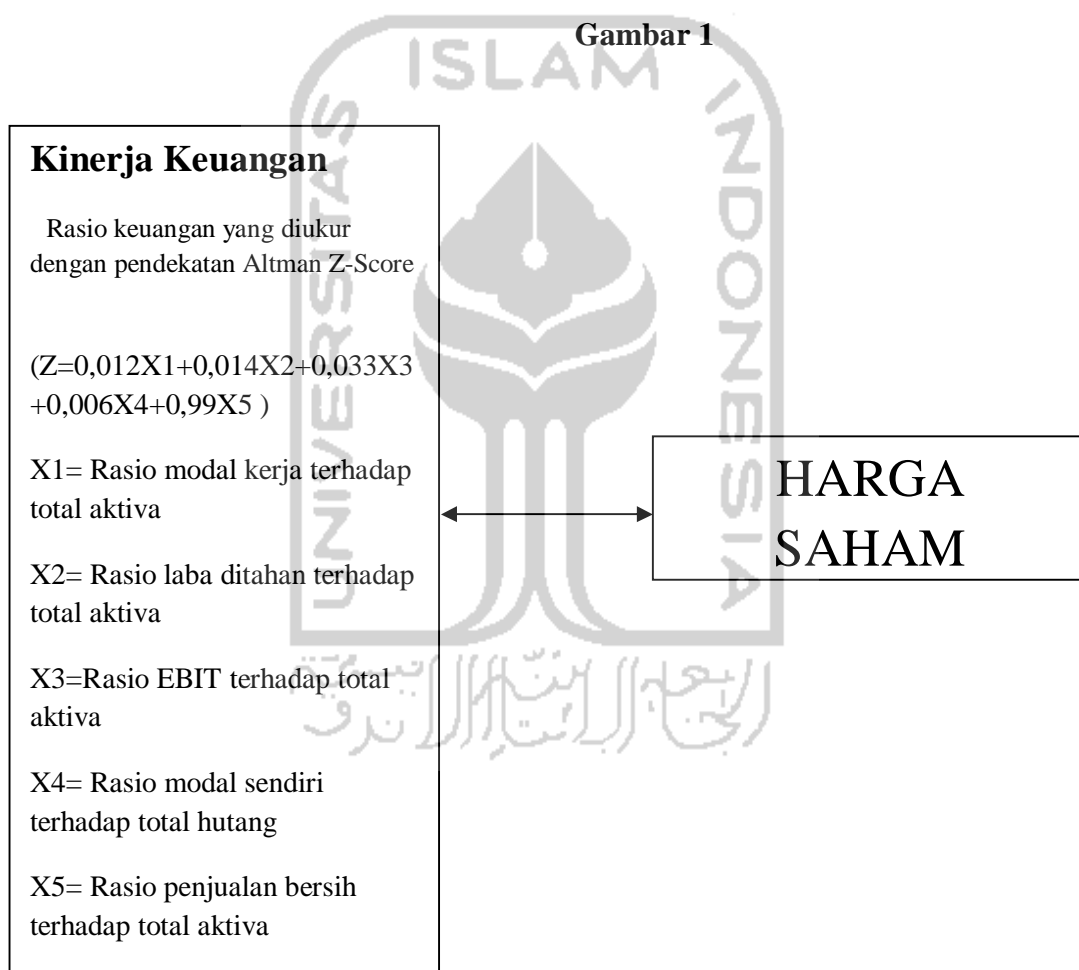 Gambar 1
ISLAM
UNIVERSITAS
INDONESIA
Kinerja Keuangan
Rasio keuangan yang diukur
dengan pendekatan Altman Z-Score
(Z=0,012X1+0,014X2+0,033X3
+0,006X4+0,99X5 )
X1= Rasio modal kerja terhadap
total aktiva
X2= Rasio laba ditahan terhadap
total aktiva
X3=Rasio EBIT terhadap total
aktiva
X4= Rasio modal sendiri
terhadap total hutang
X5= Rasio penjualan bersih
terhadap total aktiva
HARGA
SAHAM